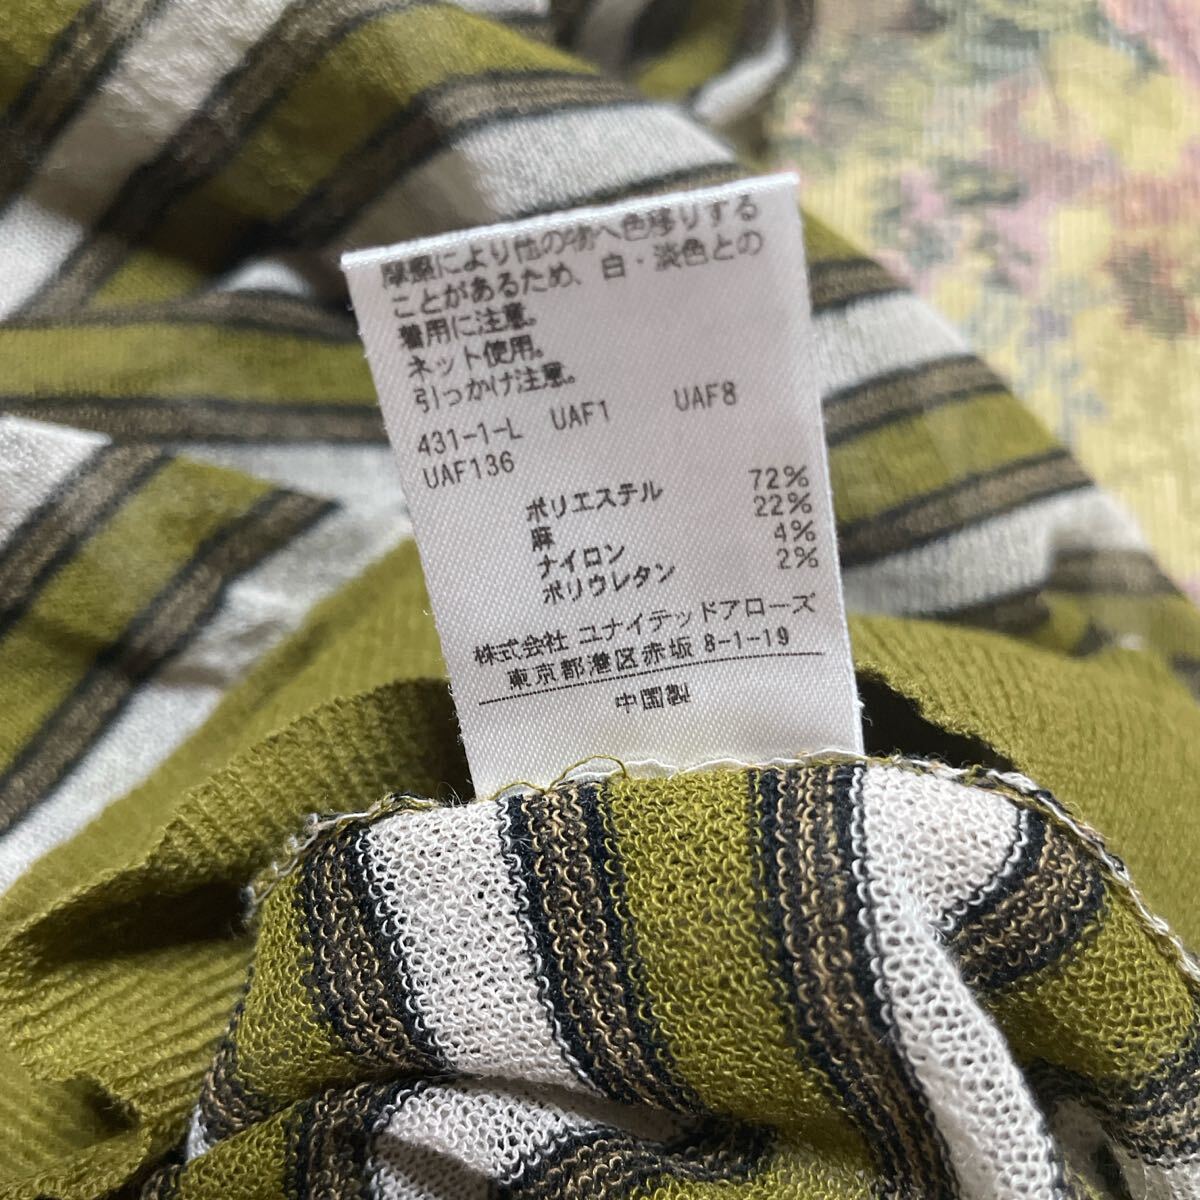 摩擦により他の物へ色移りする
ことがあるため、白・淡色との
着用に注意。
ネット使用。
引っかけ注意。
431-1-L UAF1 UAF8
UAF136
ポリエステル 72%
麻 22%
ナイロン 4%
ポリウレタン 2%
株式会社 ユナイテッドアローズ
東京都港区赤坂 8-1-19
中国製